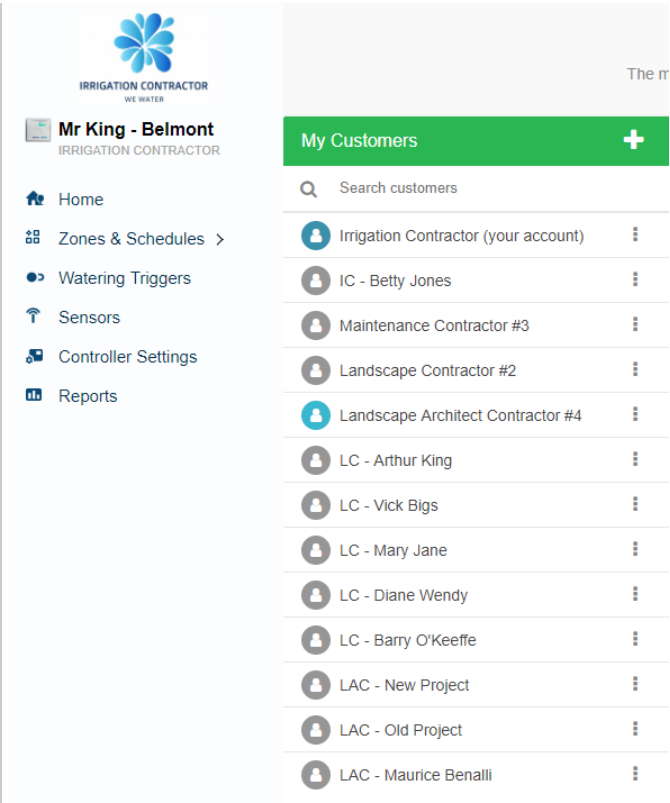 IRRIGATION CONTRACTOR
WE WATER
Mr King - Belmont
IRRIGATION CONTRACTOR
Home
Zones & Schedules
Watering Triggers
Sensors
Controller Settings
Reports
The m
My Customers
Search customers
Irrigation Contractor (your account)
IC - Betty Jones
Maintenance Contractor #3
Landscape Contractor #2
Landscape Architect Contractor #4
LC - Arthur King
LC - Vick Bigs
LC - Mary Jane
LC - Diane Wendy
LC - Barry O'Keeffe
LAC - New Project
LAC - Old Project
LAC - Maurice Benalli